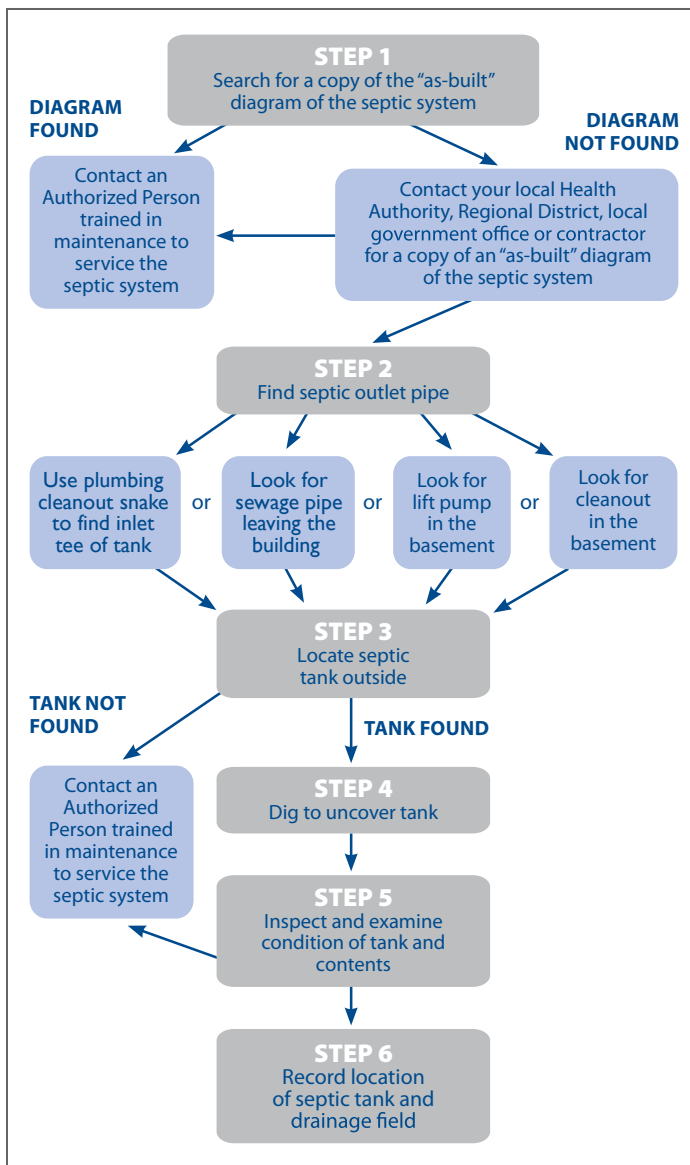 STEP 1
Search for a copy of the “as-built”
diagram of the septic system
DIAGRAM
FOUND
DIAGRAM
NOT FOUND
Contact an
Authorized Person
trained in
maintenance to
service the
septic system
Contact your local Health
Authority, Regional District, local
government office or contractor
for a copy of an “as-built” diagram
of the septic system
STEP 2
Find septic outlet pipe
Use plumbing
cleanout snake
to find inlet
tee of tank
or
Look for
sewage pipe
leaving the
building
or
Look for
lift pump
in the
basement
or
Look for
cleanout
in the
basement
STEP 3
Locate septic
tank outside
TANK NOT
FOUND
TANK FOUND
Contact an
Authorized
Person trained
in maintenance
to service the
septic system
STEP 4
Dig to uncover tank
STEP 5
Inspect and examine
condition of tank and
contents
STEP 6
Record location
of septic tank and
drainage field